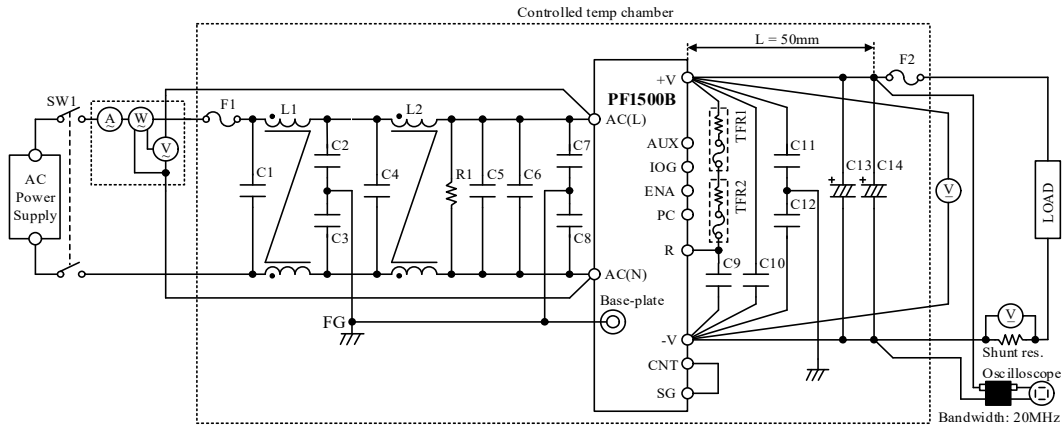 Controlled temp chamber
L = 50mm
SW1
A
W
V
F1
L1
L2
PF1500B
+V
F2
AC(L)
AC Power Supply
C1
C2
C3
C4
R1
C5
C6
C7
C8
AUX
IOG
ENA
PC
R
TFR1
TFR2
C9
C10
C11
C12
C13
C14
+
+
V
LOAD
AC(N)
Base-plate
FG
-V
CNT
SG
V
Shunt res.
Oscilloscope
Bandwidth: 20MHz